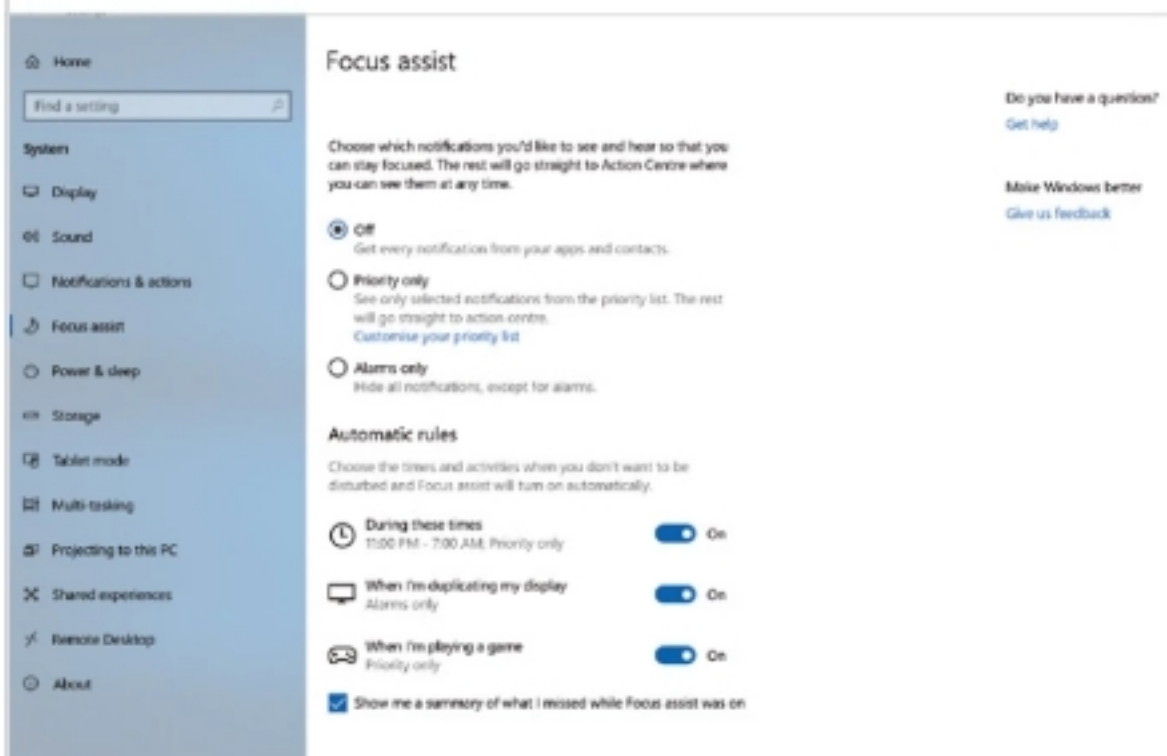 Home
Find a setting
System
Display
Sound
Notifications & actions
Focus assist
Power & sleep
Storage
Tablet mode
Multi-tasking
Projecting to this PC
Shared experiences
Remote Desktop
About
Focus assist
Choose which notifications you'd like to see and hear so that you
can stay focused. The rest will go straight to Action Centre where
you can see them at any time.
Off
Get every notification from your apps and contacts.
Priority only
See only selected notifications from the priority list. The rest
will go straight to action centre.
Customise your priority list
Alarms only
Hide all notifications, except for alarms.
Automatic rules
Choose the times and activities when you don't want to be
disturbed and Focus assist will turn on automatically.
During these times
11:00 PM - 7:00 AM; Priority only
On
When I'm duplicating my display
Alarms only
On
When I'm playing a game
Priority only
On
Show me a summary of what I missed while Focus assist was on
Do you have a question?
Get help
Make Windows better
Give us feedback